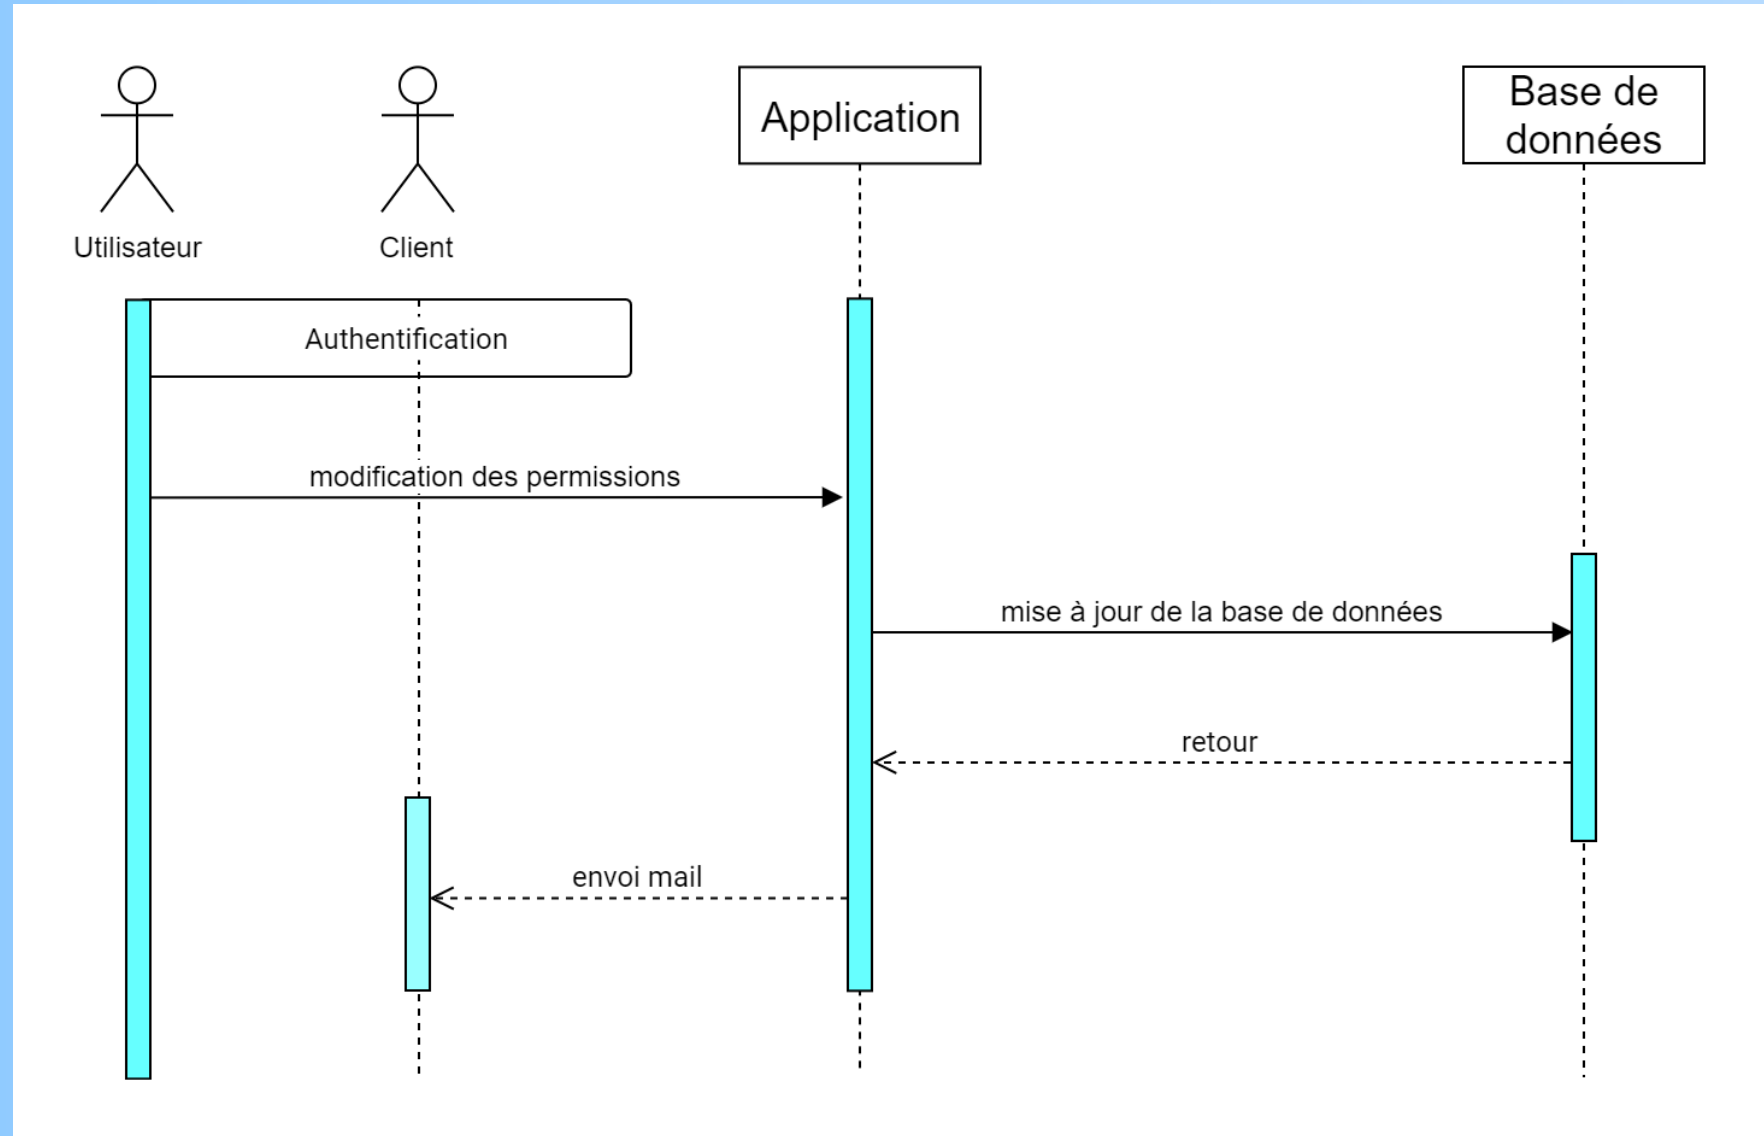 Application
Base de
données
Utilisateur
Client
Authentification
modification des permissions
mise à jour de la base de données
retour
envoi mail